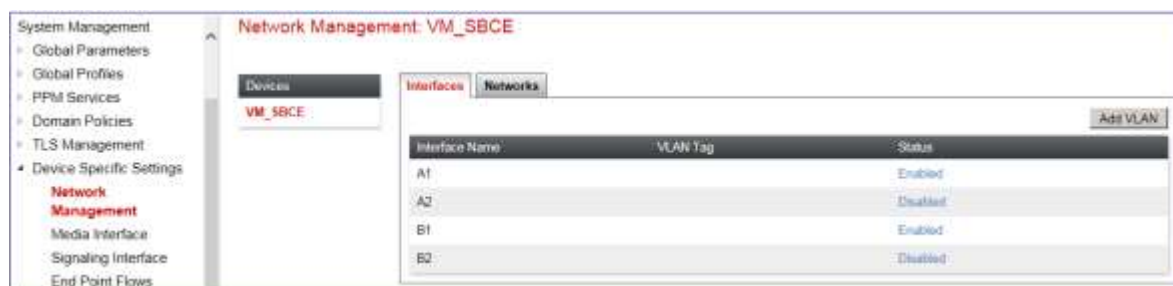 System Management
Global Parameters
Global Profiles
PPM Services
Domain Policies
TLS Management
Device Specific Settings
Network
Management
Media Interface
Signaling Interface
End Point Flows
Network Management: VM_SBCE
Devices
VM_SBCE
Interfaces Networks
Add VLAN
Interface Name VLAN Tag Status
A1 Enabled
A2 Disabled
B1 Enabled
B2 Disabled